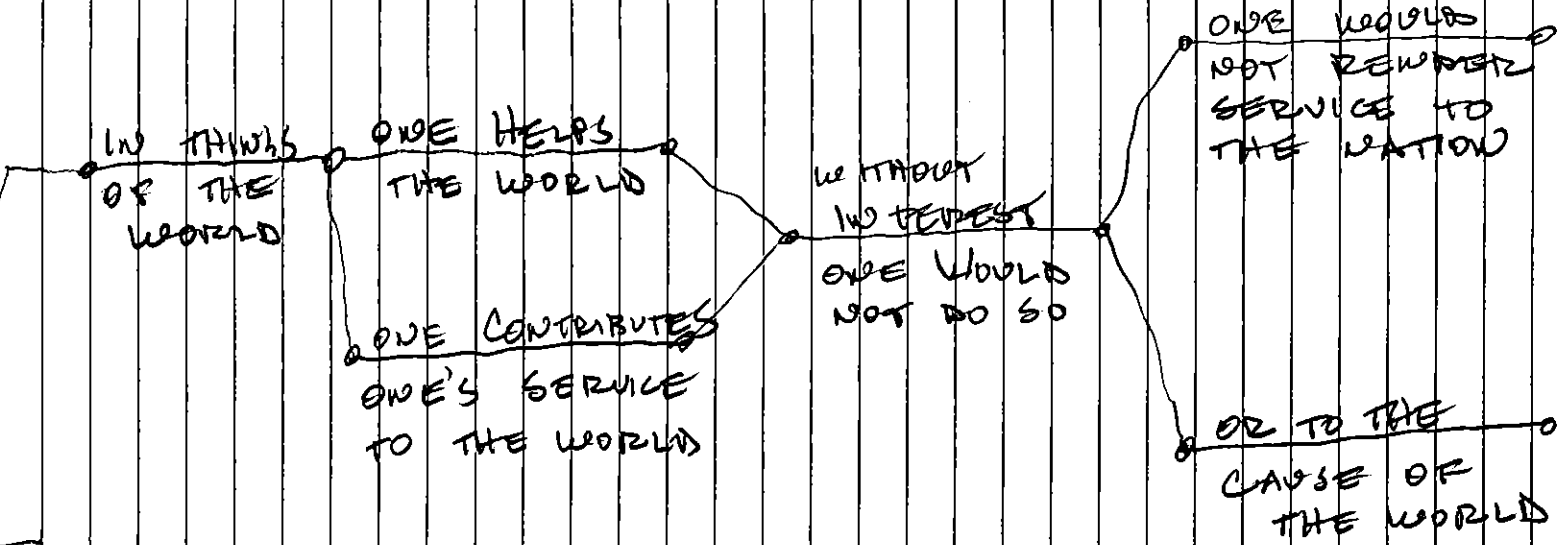 IN THINGS
OF THE
WORLD
ONE HELPS
THE WORLD
ONE CONTRIBUTES
ONE'S SERVICE
TO THE WORLD
WITHOUT
INTEREST
ONE WOULD
NOT DO SO
ONE WOULD
NOT RENDER
SERVICE TO
THE NATION
OR TO THE
CAUSE OF
THE WORLD